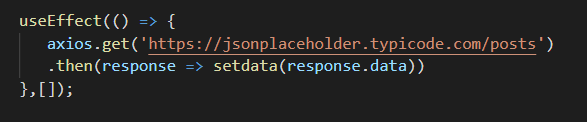 useEffect(() => {
axios.get('https://jsonplaceholder.typicode.com/posts')
.then(response => setdata(response.data))
},[]);